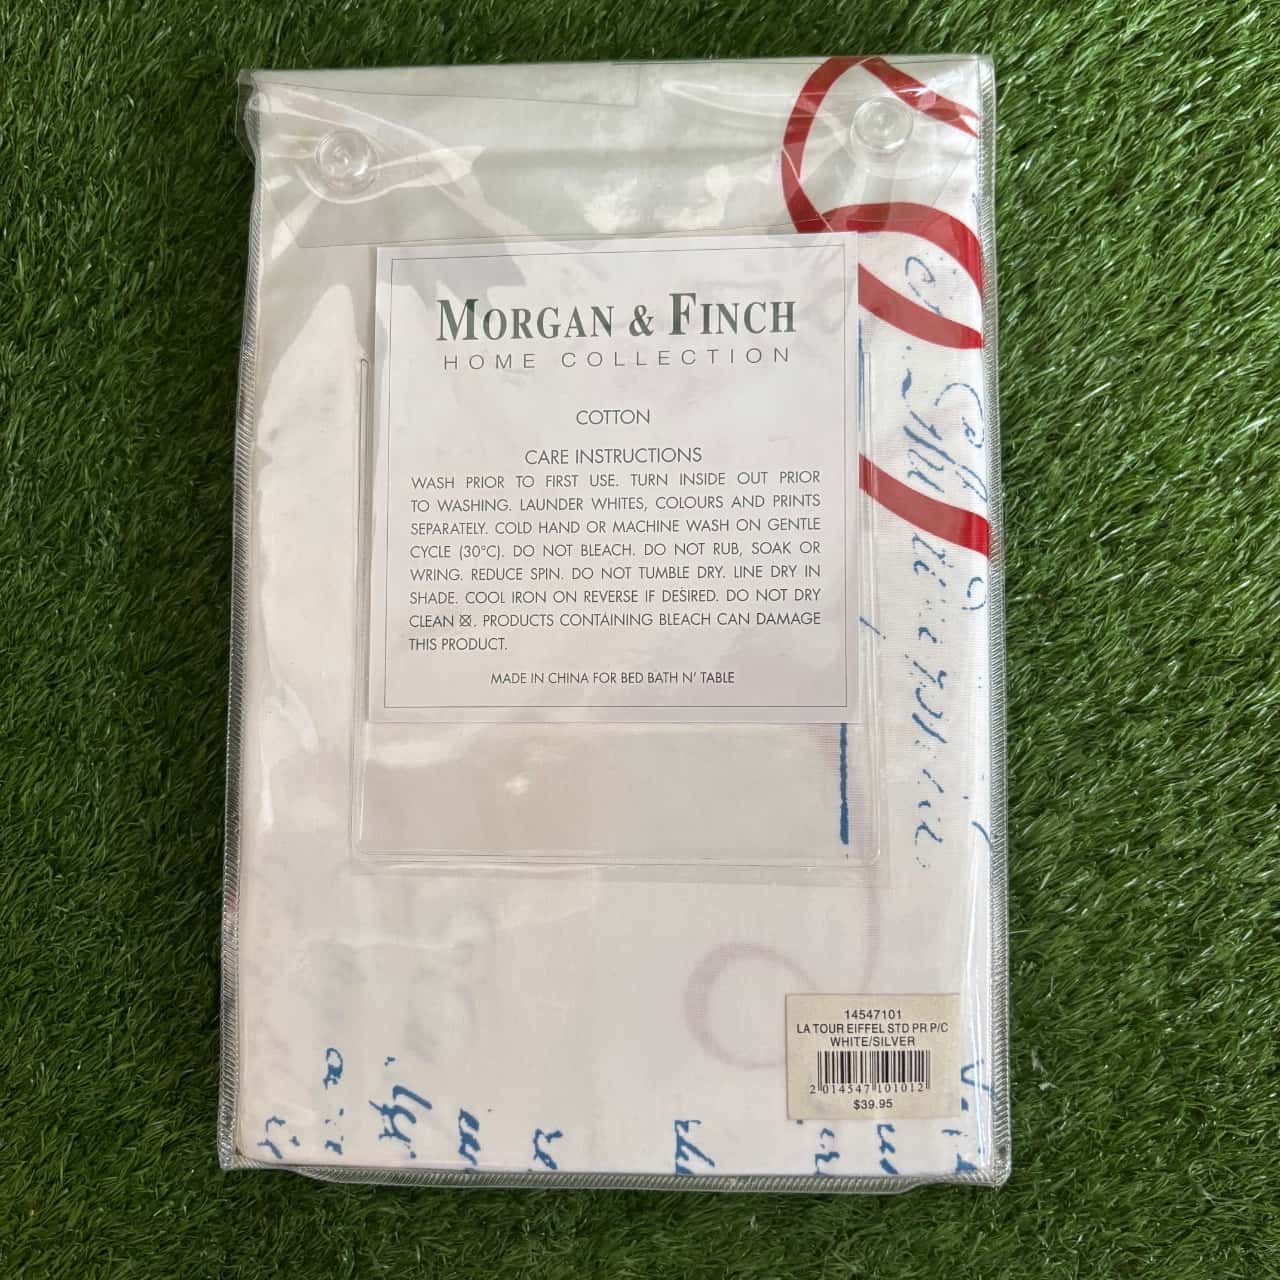 MORGAN & FINCH
HOME COLLECTION
COTTON
CARE INSTRUCTIONS
WASH PRIOR TO FIRST USE. TURN INSIDE OUT PRIOR
TO WASHING. LAUNDER WHITES, COLOURS AND PRINTS
SEPARATELY. COLD HAND OR MACHINE WASH ON GENTLE
CYCLE (30°C). DO NOT BLEACH. DO NOT RUB, SOAK OR
WRING. REDUCE SPIN. DO NOT TUMBLE DRY. LINE DRY IN
SHADE. COOL IRON ON REVERSE IF DESIRED. DO NOT DRY
CLEAN. PRODUCTS CONTAINING BLEACH CAN DAMAGE
THIS PRODUCT.
MADE IN CHINA FOR BED BATH N' TABLE
14547101
LA TOUR EIFFEL STD PR P/C
WHITE/SILVER
2 014547 101012
$39.95